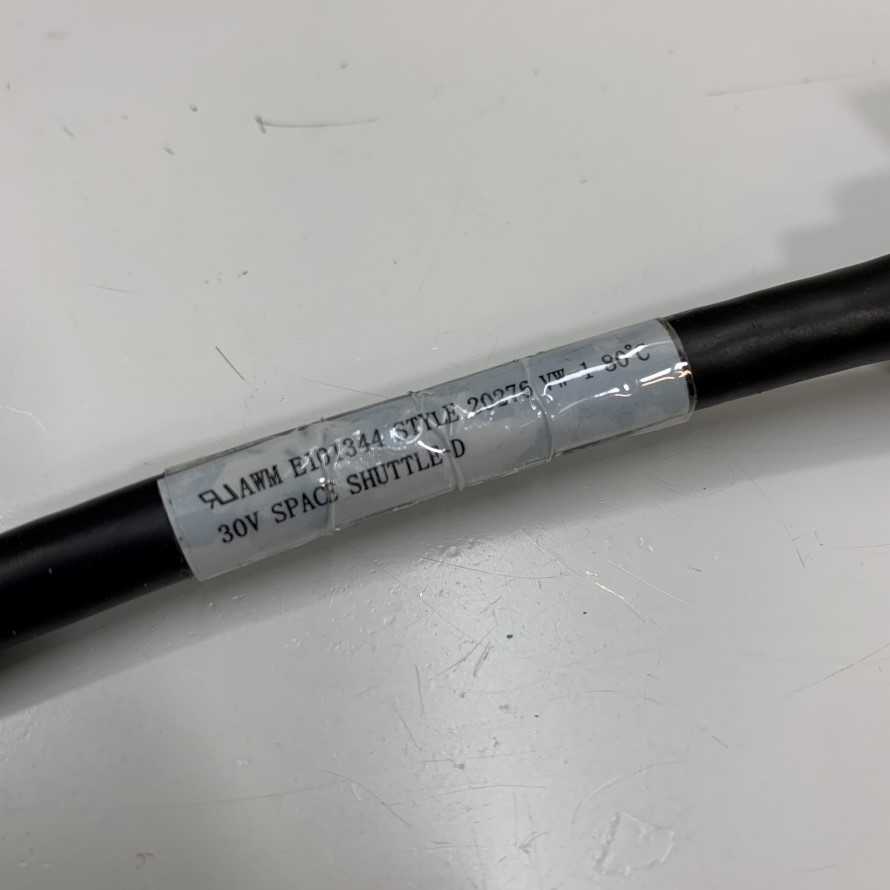 AWM E101344 STYLE 20276 VW-1 80°C
30V SPACE SHUTTLE-D